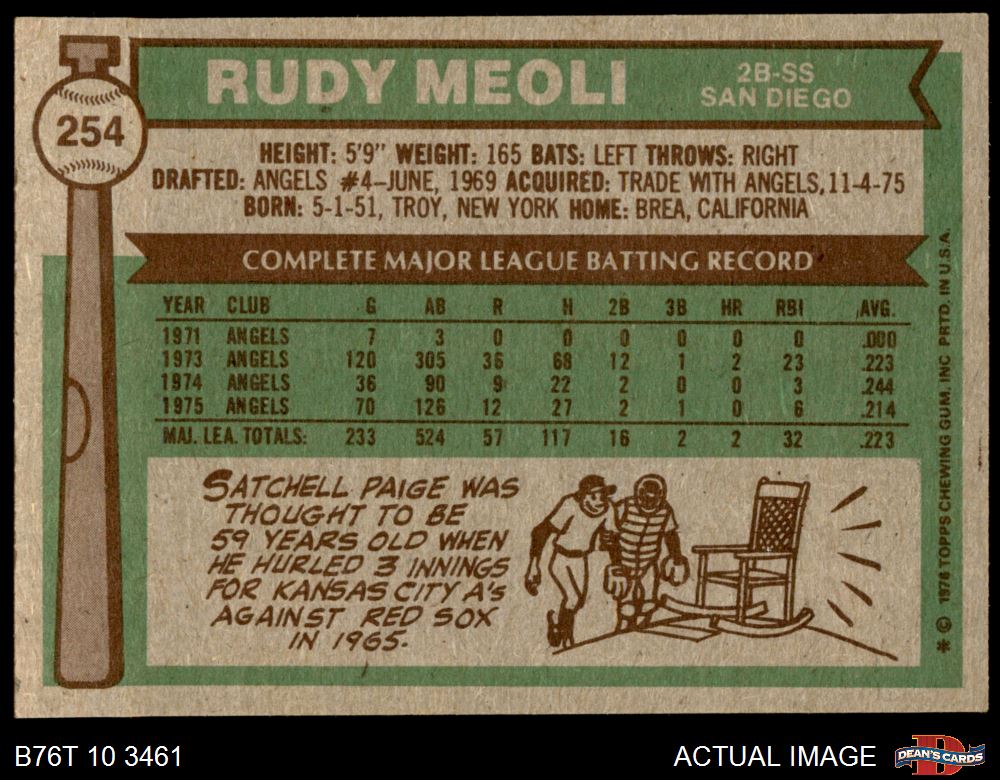 RUDY MEOLI
2B-SS
SAN DIEGO
254
HEIGHT: 5'9" WEIGHT: 165 BATS: LEFT THROWS: RIGHT
DRAFTED: ANGELS #4-JUNE, 1969 ACQUIRED: TRADE WITH ANGELS, 11-4-75
BORN: 5-1-51, TROY, NEW YORK HOME: BREA, CALIFORNIA
COMPLETE MAJOR LEAGUE BATTING RECORD
YEAR CLUB G AB R H 2B 3B HR RBI AVG.
1971 ANGELS 7 3 0 0 0 0 0 0 .000
1973 ANGELS 120 305 36 68 12 1 2 23 .223
1974 ANGELS 36 90 9 22 2 0 0 3 .244
1975 ANGELS 70 126 12 27 2 1 0 6 .214
MAJ. LEA. TOTALS: 233 524 57 117 16 2 2 32 .223
SATCHELL PAIGE WAS
THOUGHT TO BE
59 YEARS OLD WHEN
HE HURLED 3 INNINGS
FOR KANSAS CITY A's
AGAINST RED SOX
IN 1965.
* © 1976 TOPPS CHEWING GUM, INC PRTD. IN U.S.A.
B76T 10 3461
ACTUAL IMAGE
D
DEAN'S CARDS